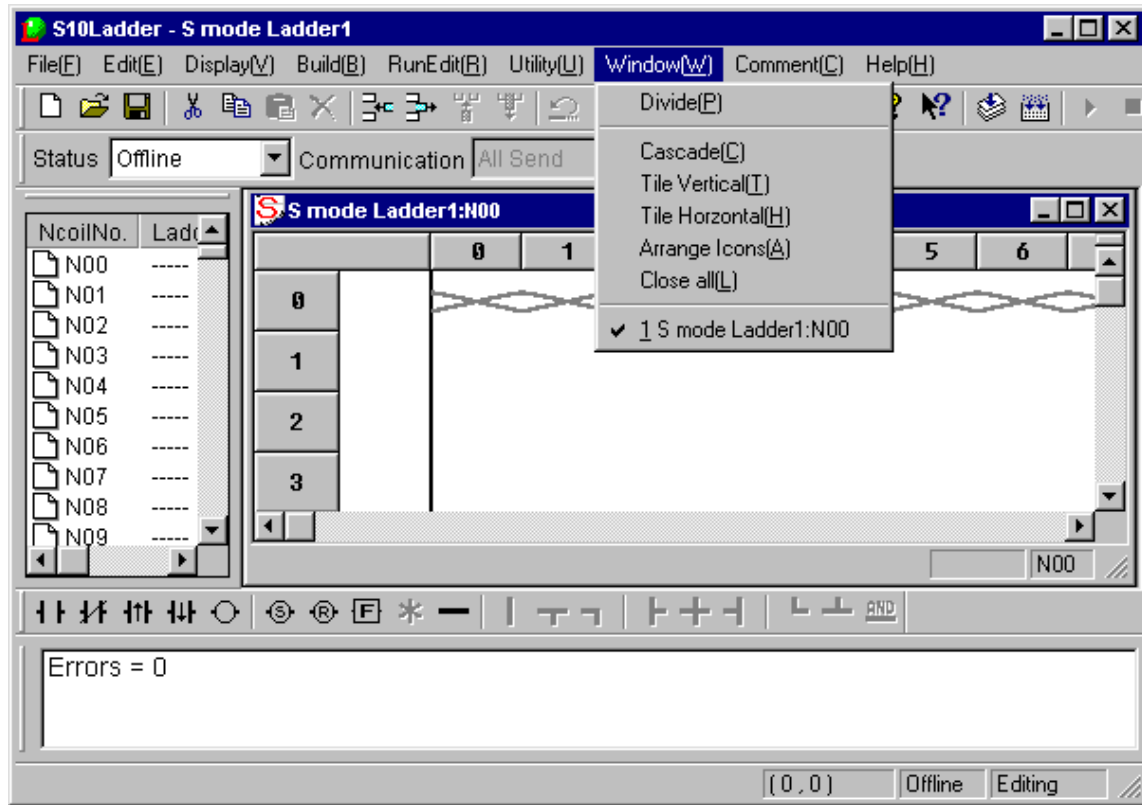 S10Ladder - S mode Ladder1
File(F) Edit(E) Display(V) Build(B) RunEdit(R) Utility(U) Window(W) Comment(C) Help(H)
Divide(P)
Cascade(C)
Tile Vertical(T)
Tile Horzontal(H)
Arrange Icons(A)
Close all(L)
1 S mode Ladder1:N00
Status Offline Communication All Send
NcoilNo.
N00 -----
N01 -----
N02 -----
N03 -----
N04 -----
N05 -----
N06 -----
N07 -----
N08 -----
N09 -----
S S mode Ladder1:N00
0 1 5 6
0
1
2
3
N00
S R F AND
Errors = 0
(0,0) Offline Editing